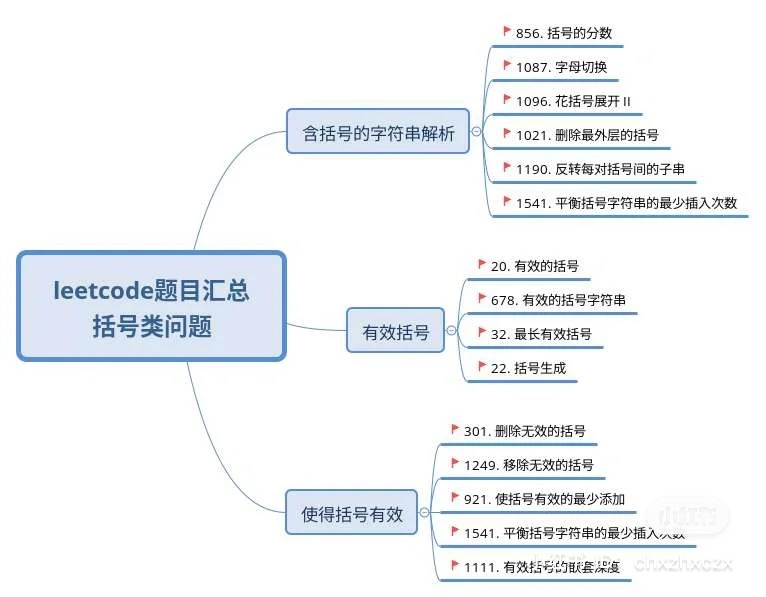 856. 括号的分数
1087. 字母切换
1096. 花括号展开 II
1021. 删除最外层的括号
1190. 反转每对括号间的子串
1541. 平衡括号字符串的最少插入次数
含括号的字符串解析
leetcode题目汇总
括号类问题
20. 有效的括号
678. 有效的括号字符串
32. 最长有效括号
22. 括号生成
有效括号
301. 删除无效的括号
1249. 移除无效的括号
921. 使括号有效的最少添加
1541. 平衡括号字符串的最少插入次数
1111. 有效括号的嵌套深度
使得括号有效
chxzhxczx